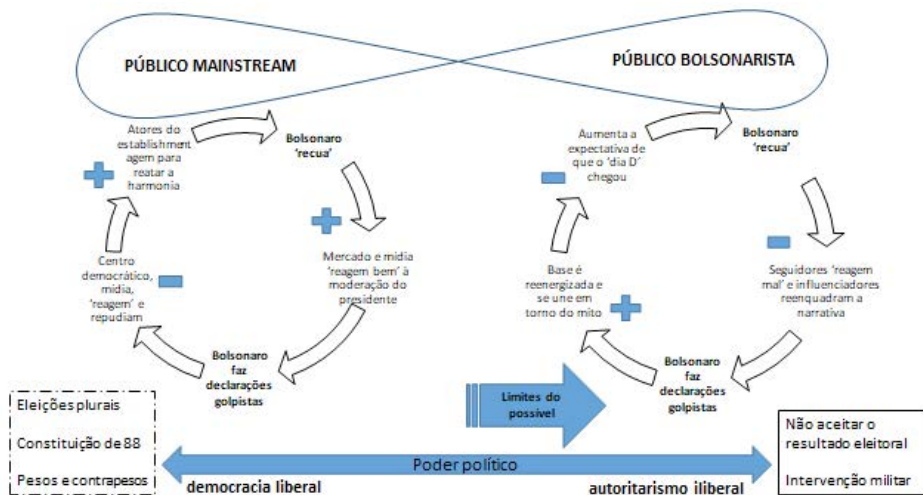 PÚBLICO MAINSTREAM
PÚBLICO BOLSONARISTA
Atores do
establishment
agem para
reatar a
harmonia
Bolsonaro
'recua'
Mercado e mídia
'reagem bem' à
moderação do
presidente
Bolsonaro
faz
declarações
golpistas
Centro
democrático,
mídia,
'reagem' e
repudiam
Aumenta a
expectativa de
que o 'dia D'
chegou
Bolsonaro
'recua'
Seguidores 'reagem
mal' e influenciadores
reenquadram a
narrativa
Bolsonaro
faz
declarações
golpistas
Base é
reenergizada e
se une em
torno do mito
Limites do
possível
Eleições plurais
Constituição de 88
Pesos e contrapesos
Poder político
democracia liberal
autoritarismo iliberal
Não aceitar o
resultado eleitoral
Intervenção militar